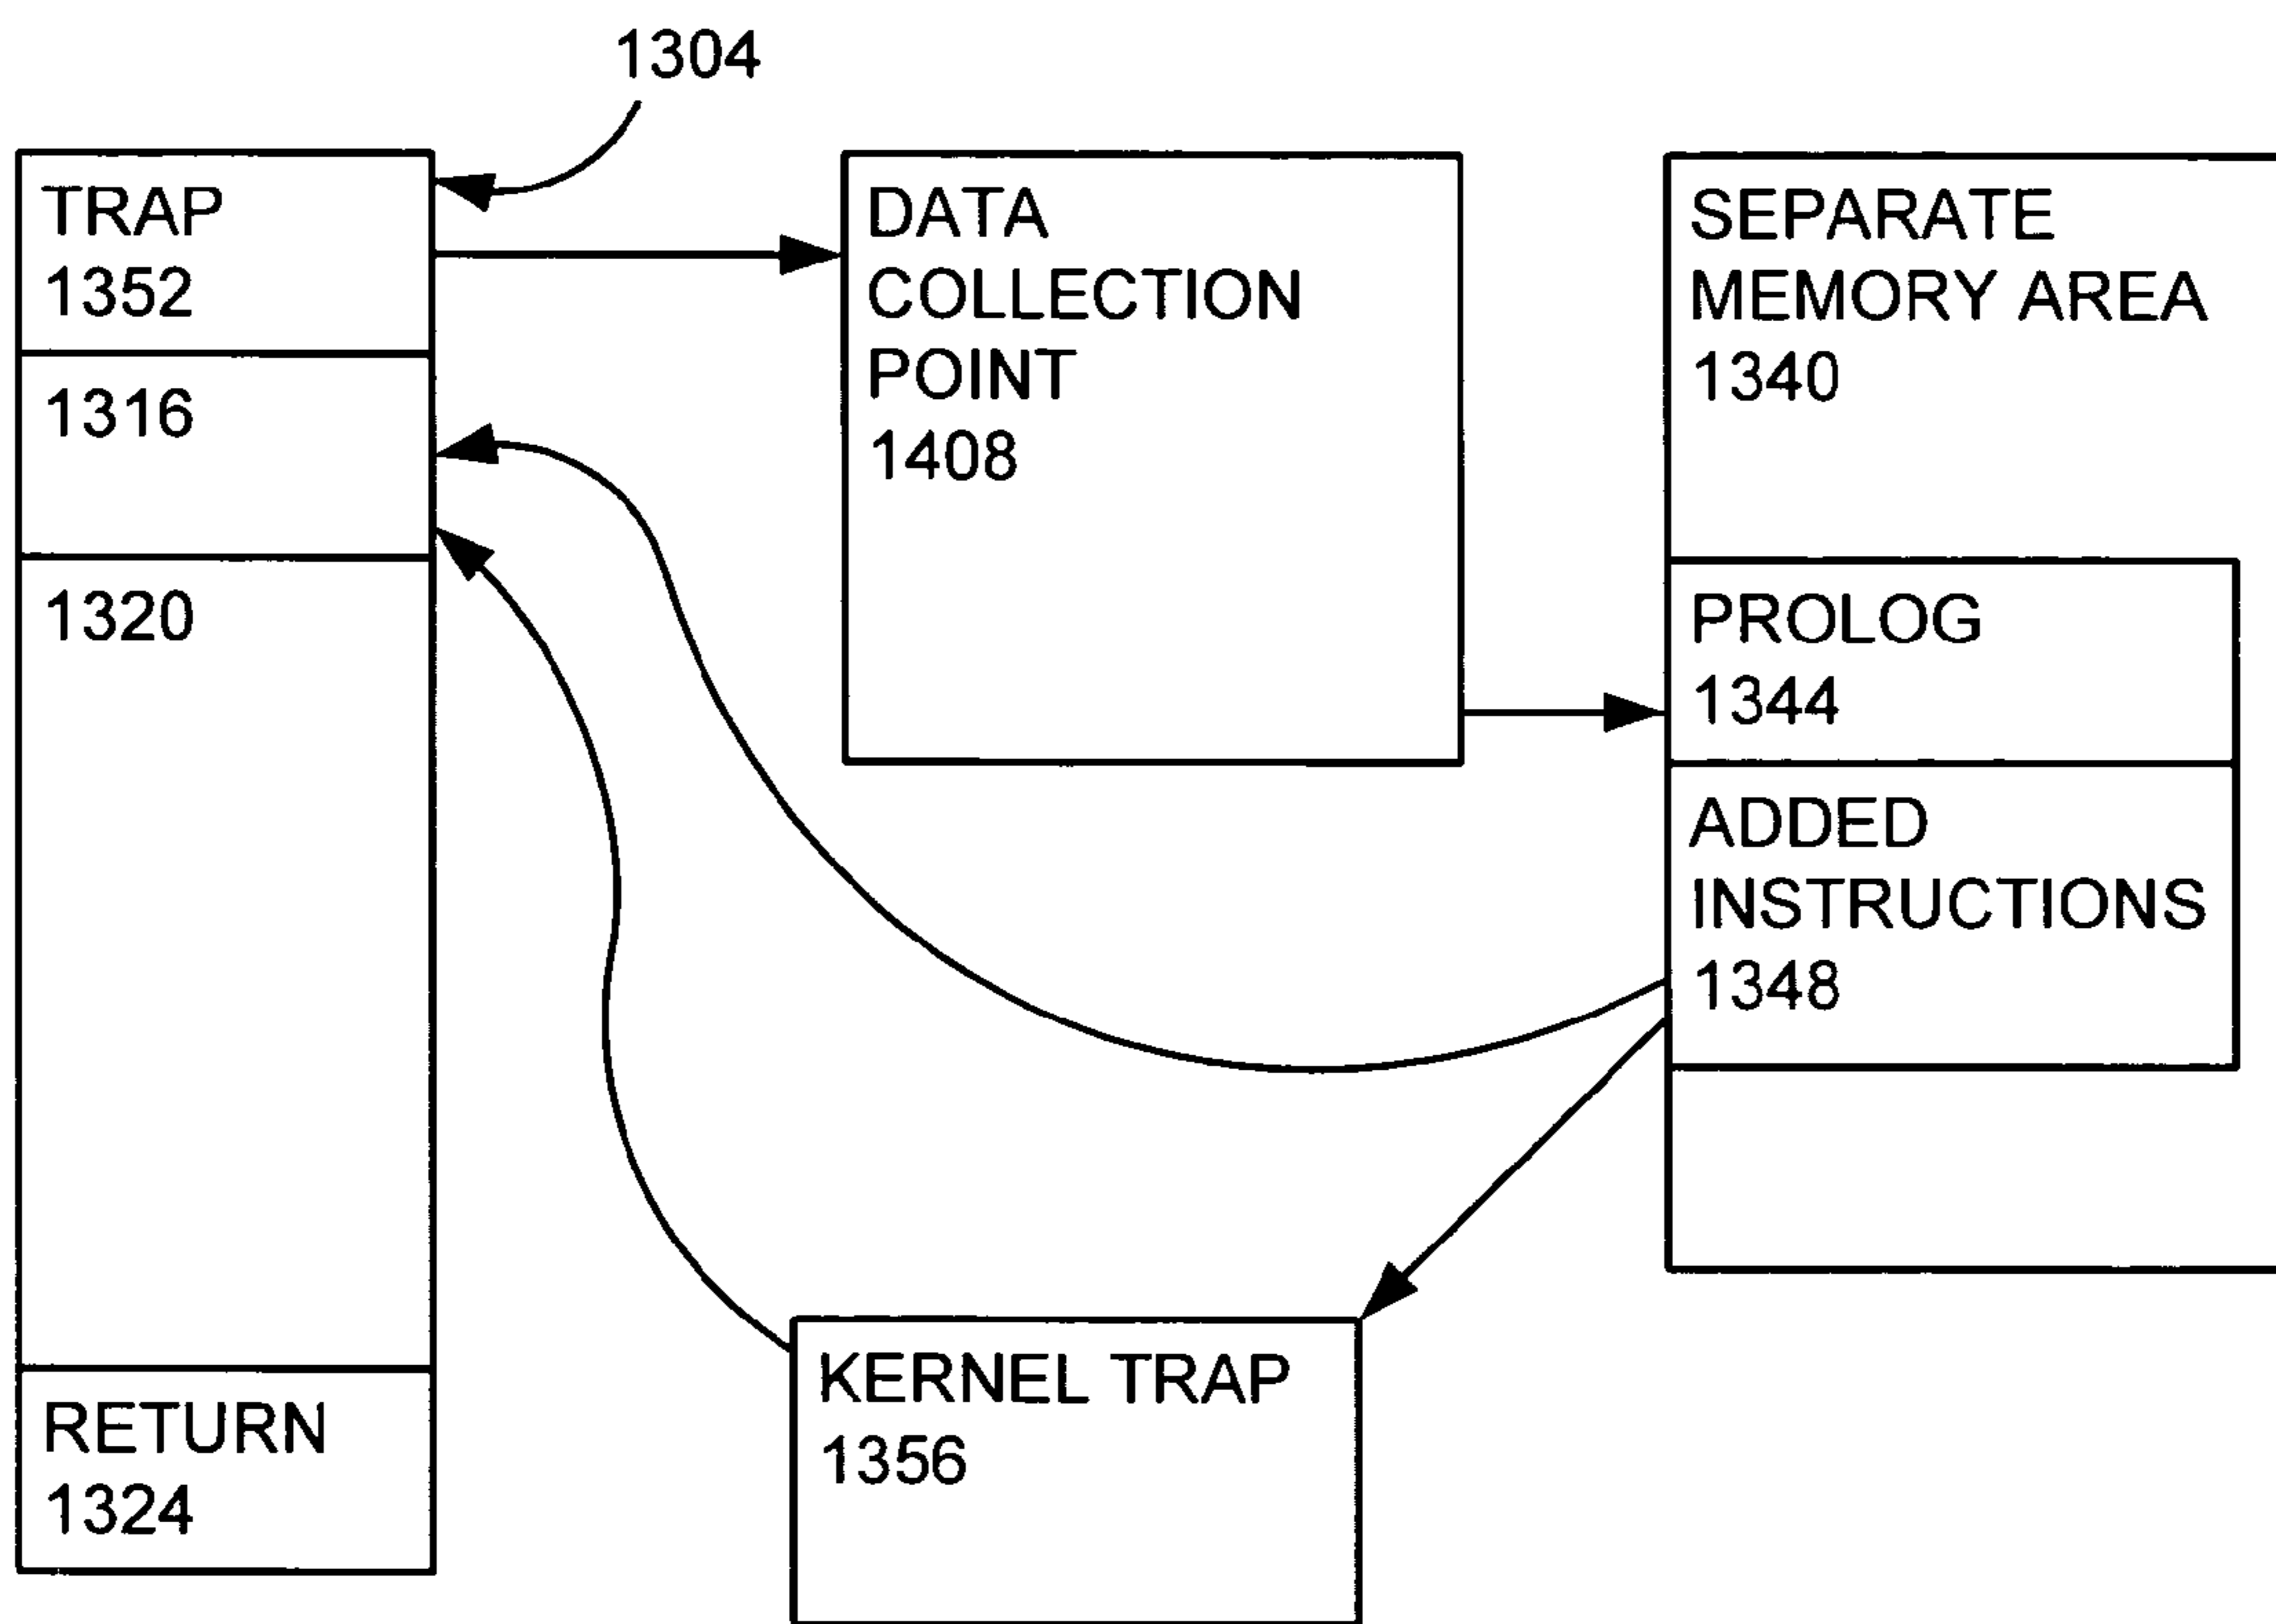 1304
TRAP
1352
1316
1320
RETURN
1324
DATA
COLLECTION
POINT
1408
SEPARATE
MEMORY AREA
1340
PROLOG
1344
ADDED
INSTRUCTIONS
1348
KERNEL TRAP
1356